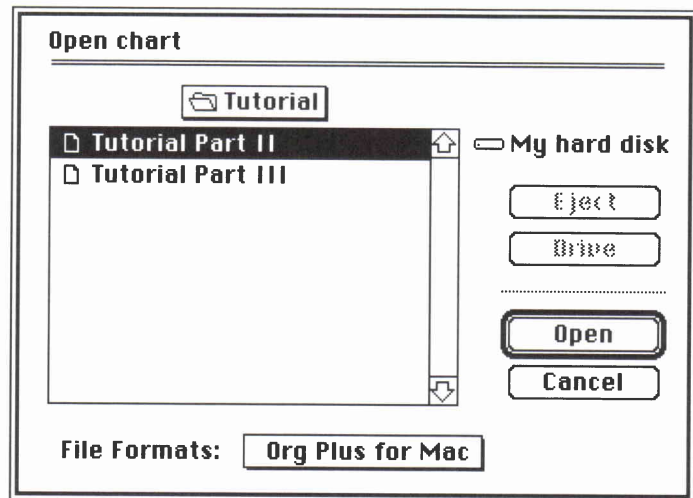 Open chart
Tutorial
Tutorial Part II
Tutorial Part III
My hard disk
Eject
Drive
Open
Cancel
File Formats: Org Plus for Mac